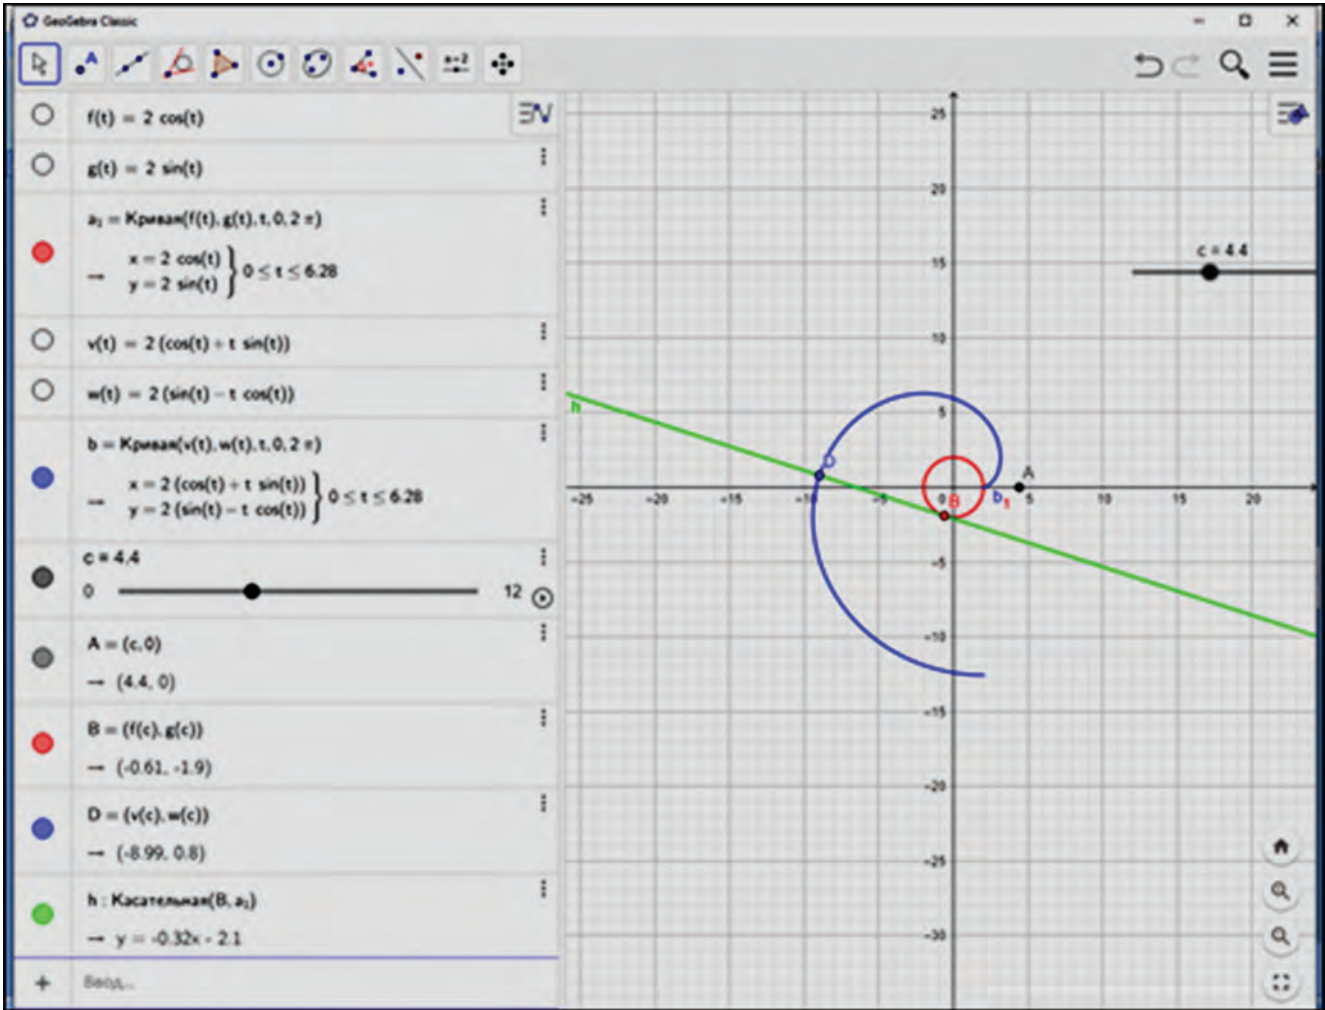 GeoGebra Classic
A
a=2
f(t) = 2 cos(t)
g(t) = 2 sin(t)
a₁ = Кривая(f(t), g(t), t, 0, 2 π)
→ x = 2 cos(t)
y = 2 sin(t) } 0 ≤ t ≤ 6.28
v(t) = 2 (cos(t) + t sin(t))
w(t) = 2 (sin(t) − t cos(t))
b = Кривая(v(t), w(t), t, 0, 2 π)
→ x = 2 (cos(t) + t sin(t))
y = 2 (sin(t) − t cos(t)) } 0 ≤ t ≤ 6.28
c = 4.4
0 12
A = (c, 0)
→ (4.4, 0)
B = (f(c), g(c))
→ (-0.61, -1.9)
D = (v(c), w(c))
→ (-8.99, 0.8)
h : Касательная(B, a₁)
→ y = -0.32x - 2.1
+ Ввод...
25
20
c = 4.4
15
10
h
5
D
A
−25 −20 −15 −10 −5 0 5 10 15 20
B
b₁
−5
−10
−15
−20
−25
−30